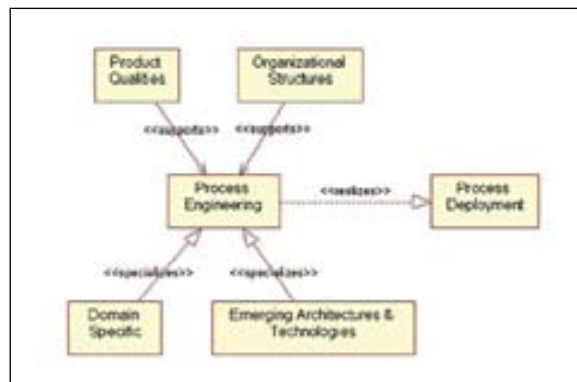 Product
Qualities
Organizational
Structures
<<supports>>
<<supports>>
Process
Engineering
<<realizes>>
Process
Deployment
<<specializes>>
<<specializes>>
Domain
Specific
Emerging Architectures &
Technologies